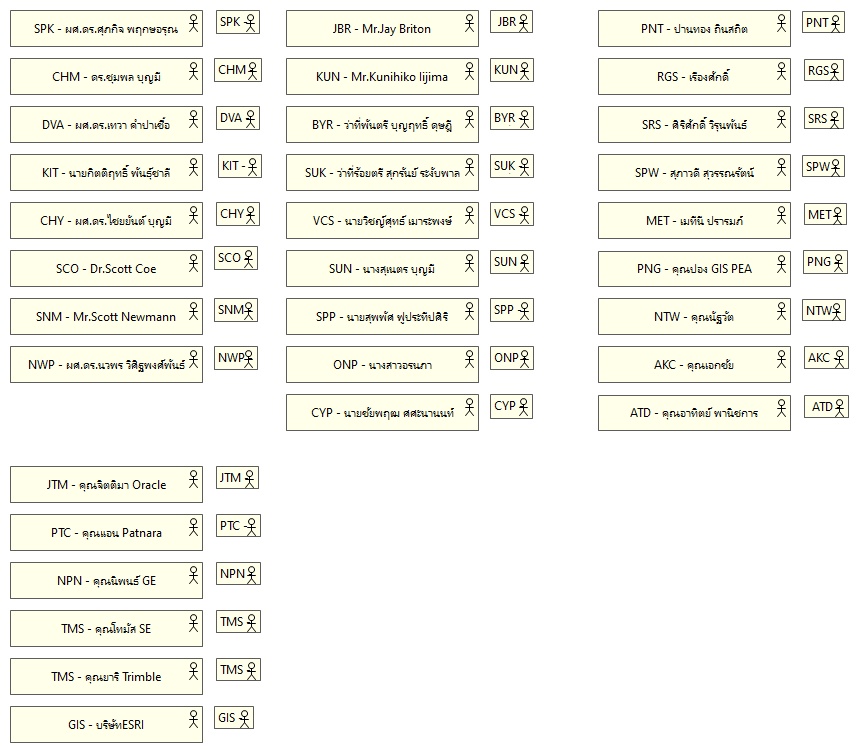 SPK - ผศ.ดร.ศุภกิจ พฤกษอรุณ
SPK
CHM - ดร.ชุมพล บุญมี
CHM
DVA - ผศ.ดร.เทวา คำปาเชื้อ
DVA
KIT - นายกิตติฤทธิ์ พันธุ์ชาลี
KIT -
CHY - ผศ.ดร.ไชยยันต์ บุญมี
CHY
SCO - Dr.Scott Coe
SCO
SNM - Mr.Scott Newmann
SNM
NWP - ผศ.ดร.นวพร วิสิฐพงศ์พันธ์
NWP
JBR - Mr.Jay Briton
JBR
KUN - Mr.Kunihiko Iijima
KUN
BYR - ว่าที่พันตรี บุญฤทธิ์ ดุษฎี
BYR
SUK - ว่าที่ร้อยตรี สุกรันย์ ระงับพาล
SUK
VCS - นายวิชญ์สุทธ์ เมาระพงษ์
VCS
SUN - นางสุเนตร บุญมี
SUN
SPP - นายสุพพัศ ฟูประทีปศิริ
SPP
ONP - นางสาวอรนภา
ONP
CYP - นายชัยพฤฒ ศศะนานนท์
CYP
PNT - ปานทอง ถินสถิต
PNT
RGS - เรืองศักดิ์
RGS
SRS - ศิริศักดิ์ วิรุนพันธ์
SRS
SPW - สุภาวดี สุวรรณรัตน์
SPW
MET - เมทินี ปรารมภ์
MET
PNG - คุณปอง GIS PEA
PNG
NTW - คุณนัฐวัต
NTW
AKC - คุณเอกชัย
AKC
ATD - คุณอาทิตย์ พานิชการ
ATD
JTM - คุณจิตติมา Oracle
JTM
PTC - คุณแอน Patnara
PTC -
NPN - คุณนิพนธ์ GE
NPN
TMS - คุณโทมัส SE
TMS
TMS - คุณยารี Trimble
TMS
GIS - บริษัทESRI
GIS